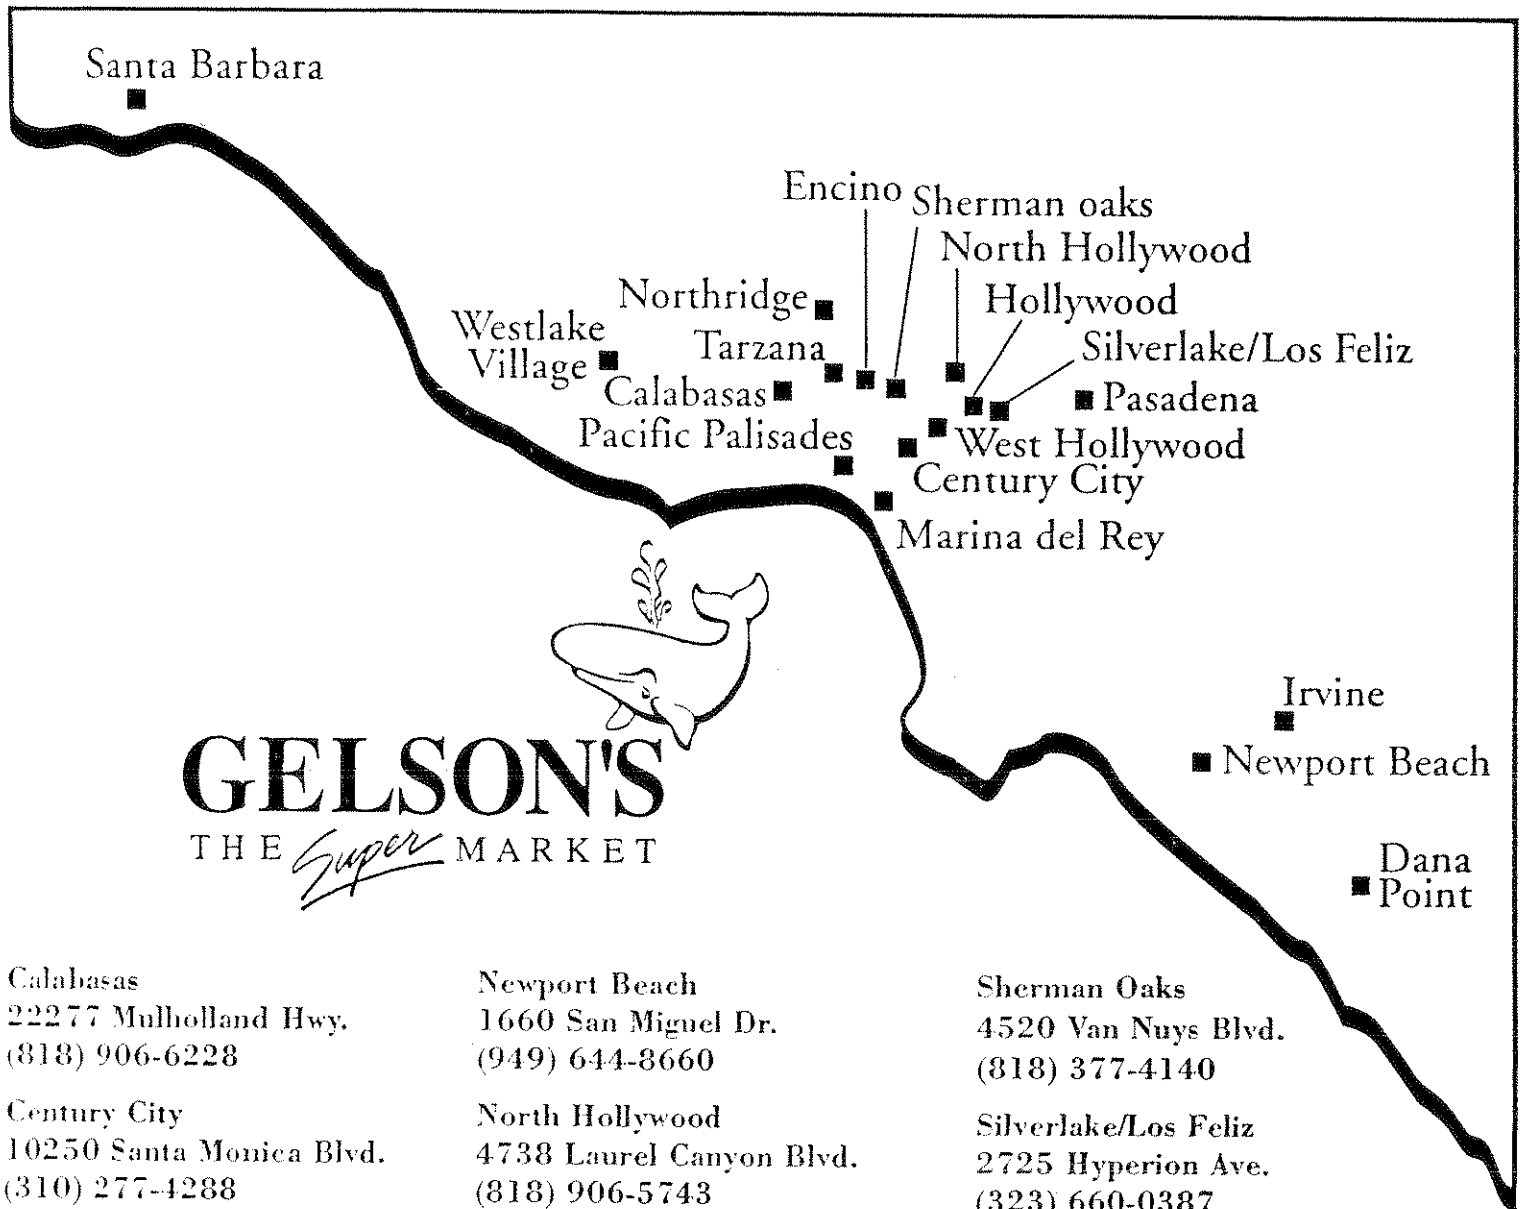 Santa Barbara
Encino
Sherman oaks
North Hollywood
Northridge
Hollywood
Westlake
Village
Tarzana
Silverlake/Los Feliz
Calabasas
Pasadena
Pacific Palisades
West Hollywood
Century City
Marina del Rey
Irvine
Newport Beach
Dana
Point
GELSON'S
THE Super MARKET
Calabasas
22277 Mulholland Hwy.
(818) 906-6228
Century City
10250 Santa Monica Blvd.
(310) 277-4288
Newport Beach
1660 San Miguel Dr.
(949) 644-8660
North Hollywood
4738 Laurel Canyon Blvd.
(818) 906-5743
Sherman Oaks
4520 Van Nuys Blvd.
(818) 377-4140
Silverlake/Los Feliz
2725 Hyperion Ave.
(323) 660-0387